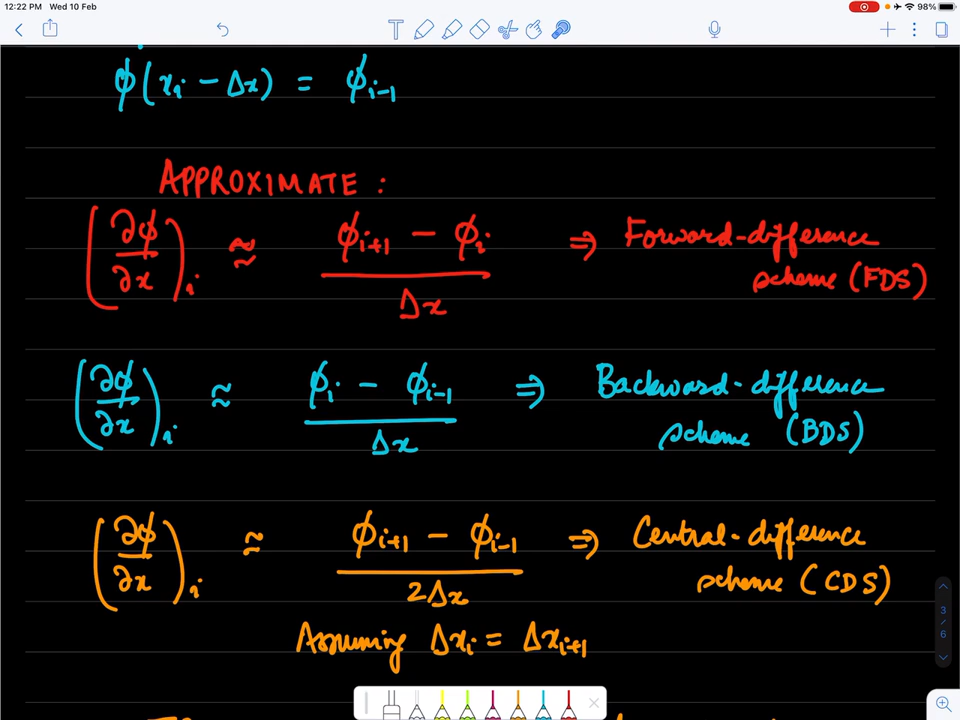 12:22 PM Wed 10 Feb 98%
T
ϕ(xᵢ − Δx) = ϕᵢ₋₁
APPROXIMATE :
(∂ϕ/∂x)ᵢ ≅ (ϕᵢ₊₁ − ϕᵢ)/Δx ⇒ Forward-difference
scheme (FDS)
(∂ϕ/∂x)ᵢ ≈ (ϕᵢ − ϕᵢ₋₁)/Δx ⇒ Backward-difference
scheme (BDS)
(∂ϕ/∂x)ᵢ ≈ (ϕᵢ₊₁ − ϕᵢ₋₁)/2Δx ⇒ Central-difference
scheme (CDS)
Assuming Δxᵢ = Δxᵢ₊₁
3
/
6